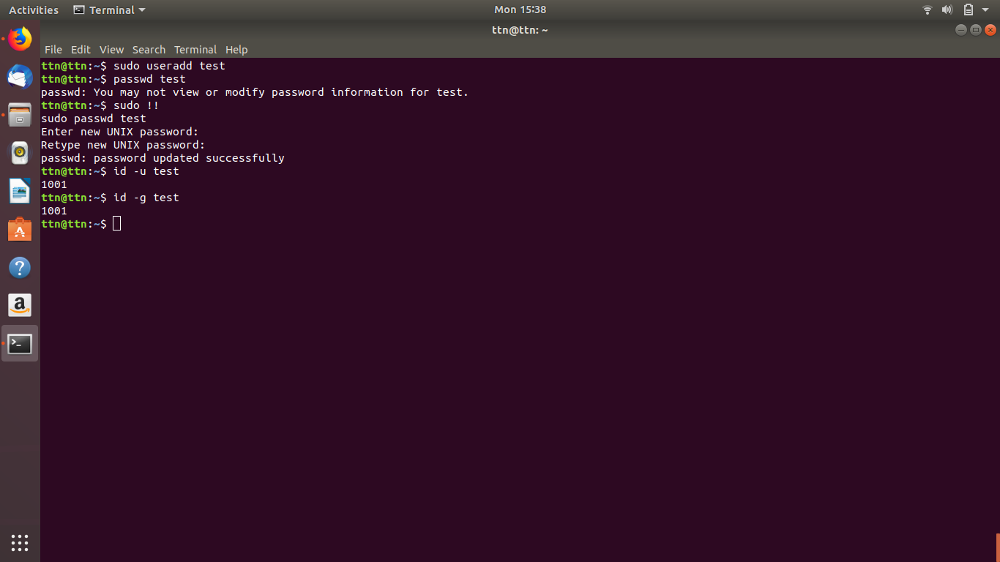 Activities Terminal Mon 15:38
ttn@ttn: ~
File Edit View Search Terminal Help
ttn@ttn:~$ sudo useradd test
ttn@ttn:~$ passwd test
passwd: You may not view or modify password information for test.
ttn@ttn:~$ sudo !!
sudo passwd test
Enter new UNIX password:
Retype new UNIX password:
passwd: password updated successfully
ttn@ttn:~$ id -u test
1001
ttn@ttn:~$ id -g test
1001
ttn@ttn:~$